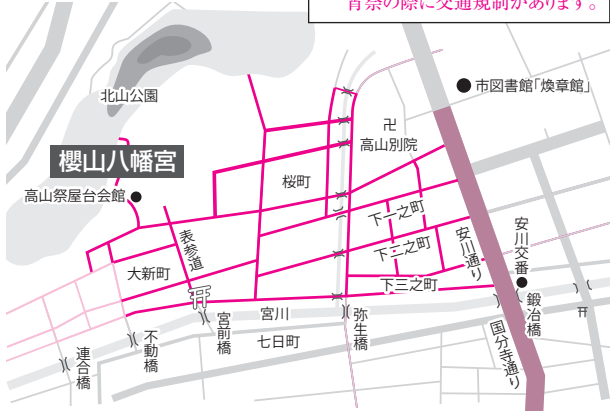 宵祭の際に交通規制があります。
市図書館「煥章館」
北山公園
卍
高山別院
櫻山八幡宮
高山祭屋台会館
桜町
下一之町
下二之町
下三之町
安川通り
安川交番
表参道
大新町
宮前橋
宮川
弥生橋
鍛冶橋
七日町
不動橋
連合橋
国分寺通り